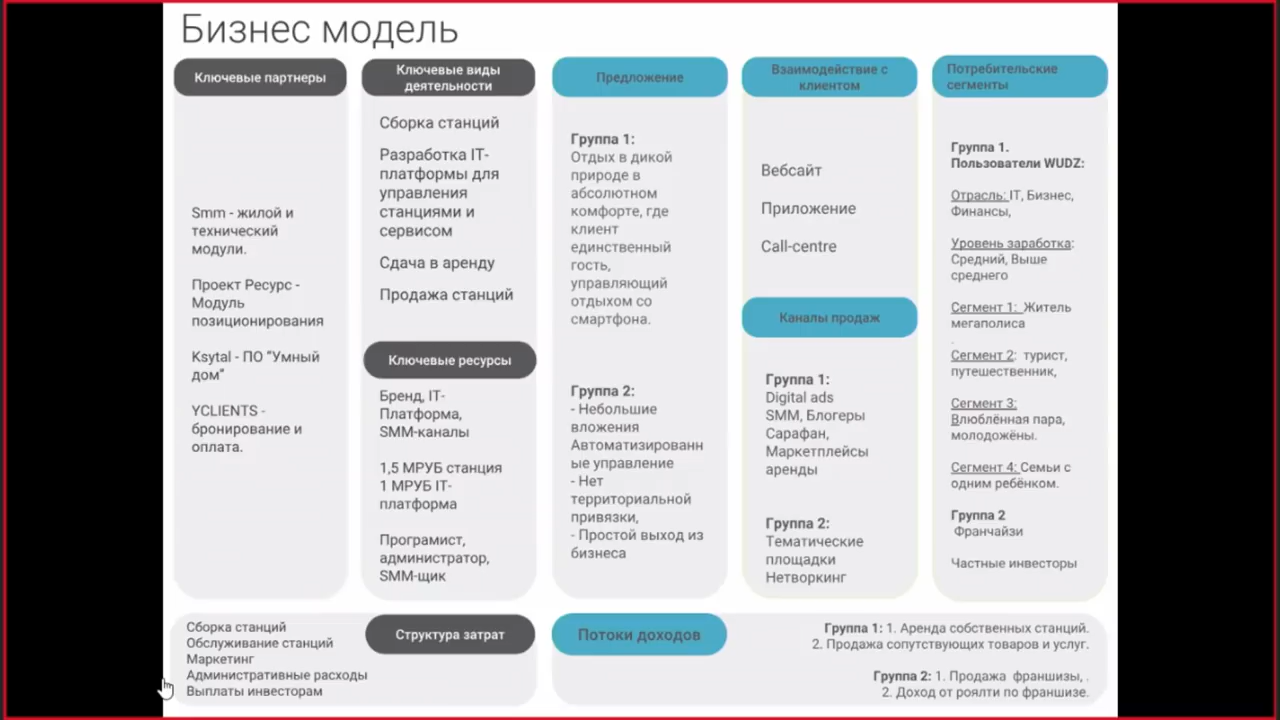 Бизнес модель
Ключевые партнеры
Smm - жилой и
технический
модули.
Проект Ресурс -
Модуль
позиционирования
Ksytal - ПО "Умный
дом"
YCLIENTS -
бронирование и
оплата.
Ключевые виды
деятельности
Сборка станций
Разработка IT-
платформы для
управления
станциями и
сервисом
Сдача в аренду
Продажа станций
Ключевые ресурсы
Бренд, IT-
Платформа,
SMM-каналы
1,5 МРУБ станция
1 МРУБ IT-
платформа
Програмист,
администратор,
SMM-щик
Предложение
Группа 1:
Отдых в дикой
природе в
абсолютном
комфорте, где
клиент
единственный
гость,
управляющий
отдыхом со
смартфона.
Группа 2:
- Небольшие
вложения
Автоматизированн
ые управление
- Нет
территориальной
привязки,
- Простой выход из
бизнеса
Взаимодействие с
клиентом
Вебсайт
Приложение
Call-centre
Каналы продаж
Группа 1:
Digital ads
SMM, Блогеры
Сарафан,
Маркетплейсы
аренды
Группа 2:
Тематические
площадки
Нетворкинг
Потребительские
сегменты
Группа 1.
Пользователи WUDZ:
Отрасль: IT, Бизнес,
Финансы,
Уровень заработка:
Средний, Выше
среднего
Сегмент 1: Житель
мегаполиса
.
Сегмент 2: турист,
путешественник,
Сегмент 3:
Влюблённая пара,
молодожёны.
Сегмент 4: Семьи с
одним ребёнком.
Группа 2
Франчайзи
Частные инвесторы
Сборка станций
Обслуживание станций
Маркетинг
Административные расходы
Выплаты инвесторам
Структура затрат
Потоки доходов
Группа 1: 1. Аренда собственных станций.
2. Продажа сопутствующих товаров и услуг.
Группа 2: 1. Продажа франшизы, .
2. Доход от роялти по франшизе.